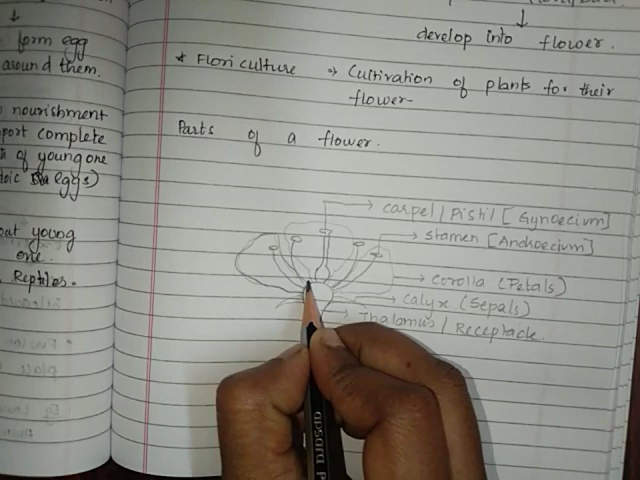 form egg
around them.
nourishment
port complete
of young one
eggs)
young
one.
Reptiles.
develop into flower.
* Flori culture → Cultivation of plants for their
flower
Parts of a flower.
carpel / Pistil [Gynoecium]
stamen [Androecium]
corolla (Petals)
calyx (Sepals)
Thalamus / Receptacle.
apsara